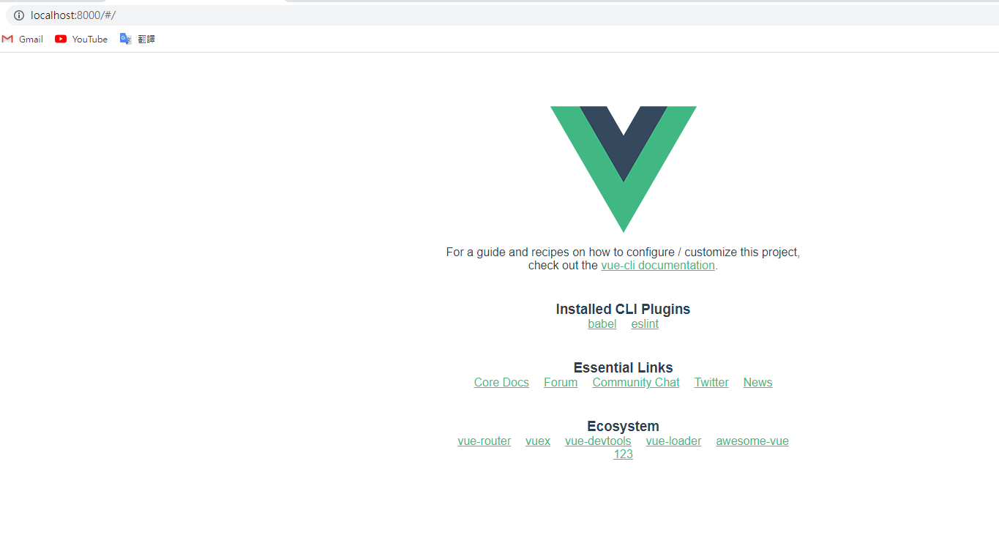 localhost:8000/#/
Gmail YouTube 翻譯
For a guide and recipes on how to configure / customize this project,
check out the vue-cli documentation.
Installed CLI Plugins
babel eslint
Essential Links
Core Docs Forum Community Chat Twitter News
Ecosystem
vue-router vuex vue-devtools vue-loader awesome-vue
123